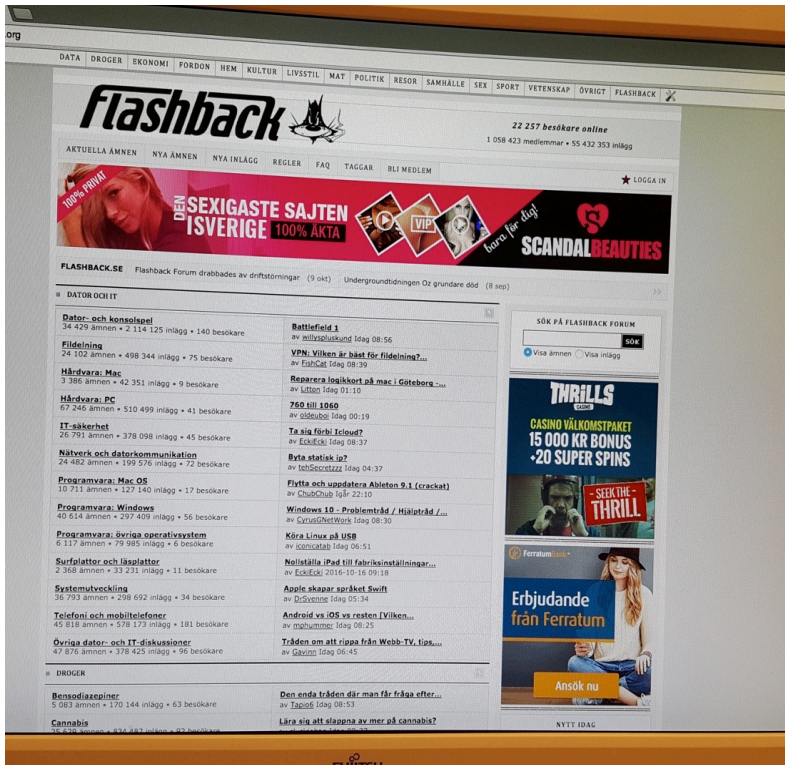 .org
DATA DROGER EKONOMI FORDON HEM KULTUR LIVSSTIL MAT POLITIK RESOR SAMHÄLLE SEX SPORT VETENSKAP ÖVRIGT FLASHBACK
flashback
22 257 besökare online
1 058 423 medlemmar • 55 432 353 inlägg
AKTUELLA ÄMNEN NYA ÄMNEN NYA INLÄGG REGLER FAQ TAGGAR BLI MEDLEM
LOGGA IN
100% PRIVAT
DEN SEXIGASTE SAJTEN
I SVERIGE 100% ÄKTA
VIP
bara för dig!
SCANDALBEAUTIES
FLASHBACK.SE Flashback Forum drabbades av driftstörningar (9 okt) Undergroundtidningen Oz grundare död (8 sep)
DATOR OCH IT
Dator- och konsolspel
34 429 ämnen • 2 114 125 inlägg • 140 besökare
Battlefield 1
av willyspluskund Idag 08:56
Fildelning
24 102 ämnen • 498 344 inlägg • 75 besökare
VPN: Vilken är bäst för fildelning?...
av FishCat Idag 08:39
Hårdvara: Mac
3 386 ämnen • 42 351 inlägg • 9 besökare
Reparera logikkort på mac i Göteborg -...
av Litton Idag 01:10
Hårdvara: PC
67 246 ämnen • 510 499 inlägg • 41 besökare
760 till 1060
av oldeuboi Idag 00:19
IT-säkerhet
26 791 ämnen • 378 098 inlägg • 45 besökare
Ta sig förbi Icloud?
av EckiEcki Idag 08:37
Nätverk och datorkommunikation
24 482 ämnen • 199 576 inlägg • 72 besökare
Byta statisk ip?
av tehSecretzzz Idag 04:37
Programvara: Mac OS
10 711 ämnen • 127 140 inlägg • 17 besökare
Flytta och uppdatera Ableton 9.1 (crackat)
av ChubChub Igår 22:10
Programvara: Windows
40 614 ämnen • 297 409 inlägg • 56 besökare
Windows 10 - Problemtråd / Hjälptråd /...
av CyrusGNetWork Idag 08:30
Programvara: övriga operativsystem
6 117 ämnen • 79 985 inlägg • 6 besökare
Köra Linux på USB
av iconicatab Idag 06:51
Surfplattor och läsplattor
2 368 ämnen • 33 231 inlägg • 11 besökare
Nollställa iPad till fabriksinställningar...
av EckiEcki 2016-10-16 09:18
Systemutveckling
36 793 ämnen • 298 692 inlägg • 34 besökare
Apple skapar språket Swift
av DrSvenne Idag 05:34
Telefoni och mobiltelefoner
45 818 ämnen • 578 173 inlägg • 181 besökare
Android vs iOS vs resten [Vilken...
av mphummer Idag 08:25
Övriga dator- och IT-diskussioner
47 876 ämnen • 378 425 inlägg • 96 besökare
Tråden om att rippa från Webb-TV, tips,...
av Gavinn Idag 06:45
DROGER
Bensodiazepiner
5 083 ämnen • 170 144 inlägg • 63 besökare
Den enda tråden där man får fråga efter...
av Tapio6 Idag 08:53
Cannabis
Lära sig att slappna av mer på cannabis?
SÖK PÅ FLASHBACK FORUM
SÖK
Visa ämnen Visa inlägg
THRILLS
CASINO
CASINO VÄLKOMSTPAKET
15 000 KR BONUS
+20 SUPER SPINS
- SEEK THE -
THRILL
FerratumBank
Erbjudande
från Ferratum
Ansök nu
NYTT IDAG